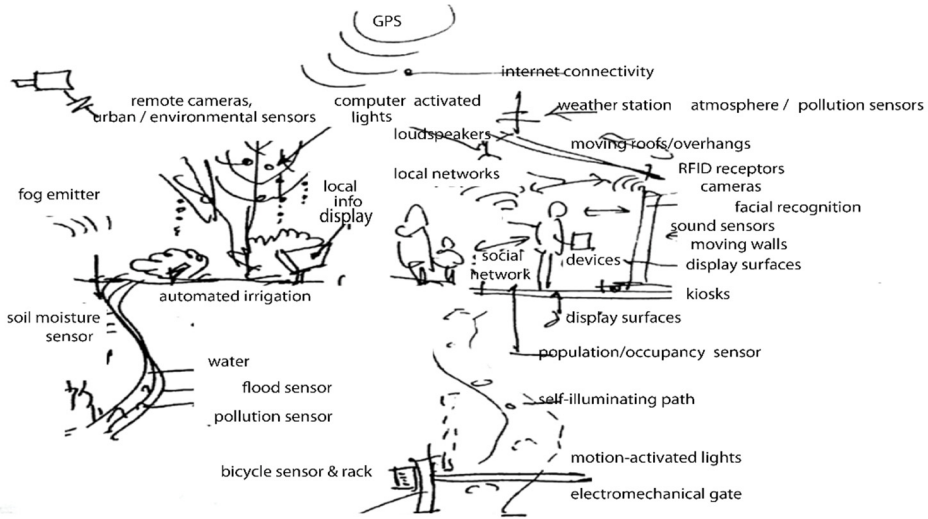 GPS
internet connectivity
remote cameras,
urban / environmental sensors
computer activated
lights
weather station atmosphere / pollution sensors
loudspeakers
moving roofs/overhangs
local networks
RFID receptors
cameras
fog emitter
local
info
display
facial recognition
sound sensors
moving walls
social
network
devices
display surfaces
automated irrigation
kiosks
soil moisture
sensor
display surfaces
population/occupancy sensor
water
flood sensor
pollution sensor
self-illuminating path
bicycle sensor & rack
motion-activated lights
electromechanical gate